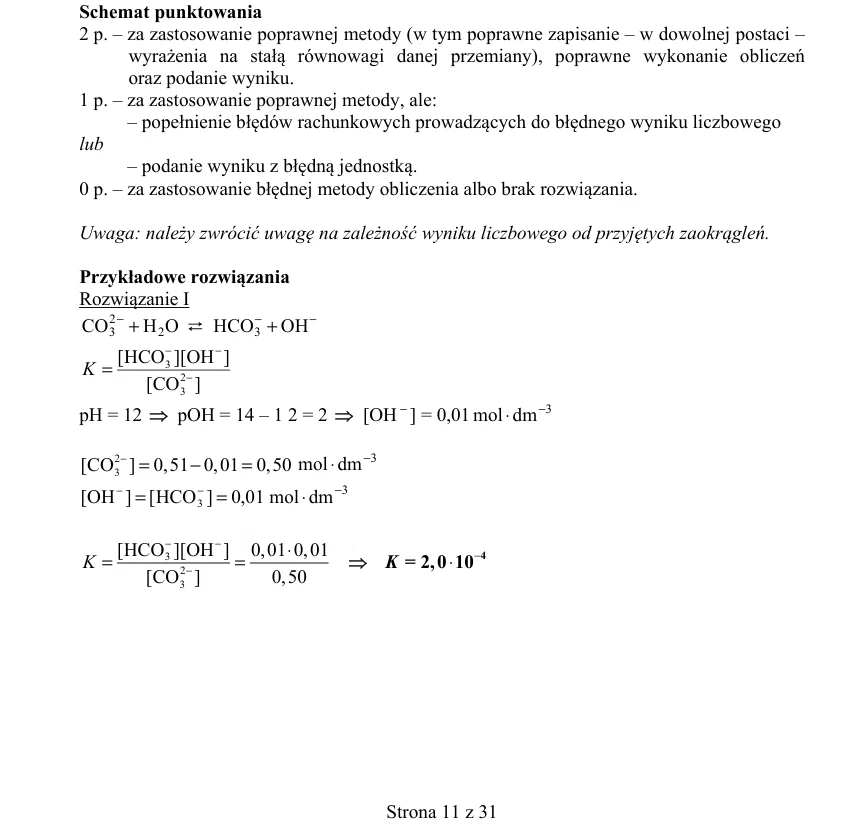 Schemat punktowania
2 p. – za zastosowanie poprawnej metody (w tym poprawne zapisanie – w dowolnej postaci –
wyrażenia na stałą równowagi danej przemiany), poprawne wykonanie obliczeń
oraz podanie wyniku.
1 p. – za zastosowanie poprawnej metody, ale:
– popełnienie błędów rachunkowych prowadzących do błędnego wyniku liczbowego
lub
– podanie wyniku z błędną jednostką.
0 p. – za zastosowanie błędnej metody obliczenia albo brak rozwiązania.
Uwaga: należy zwrócić uwagę na zależność wyniku liczbowego od przyjętych zaokrągleń.
Przykładowe rozwiązania
Rozwiązanie I
CO₃²⁻ + H₂O ⇄ HCO₃⁻ + OH⁻
K = [HCO₃⁻][OH⁻] / [CO₃²⁻]
pH = 12 ⇒ pOH = 14 – 1 2 = 2 ⇒ [OH⁻] = 0,01 mol · dm⁻³
[CO₃²⁻] = 0,51 – 0,01 = 0,50 mol · dm⁻³
[OH⁻] = [HCO₃⁻] = 0,01 mol · dm⁻³
K = [HCO₃⁻][OH⁻] / [CO₃²⁻] = 0,01 · 0,01 / 0,50 ⇒ K = 2,0 · 10⁻⁴
Strona 11 z 31